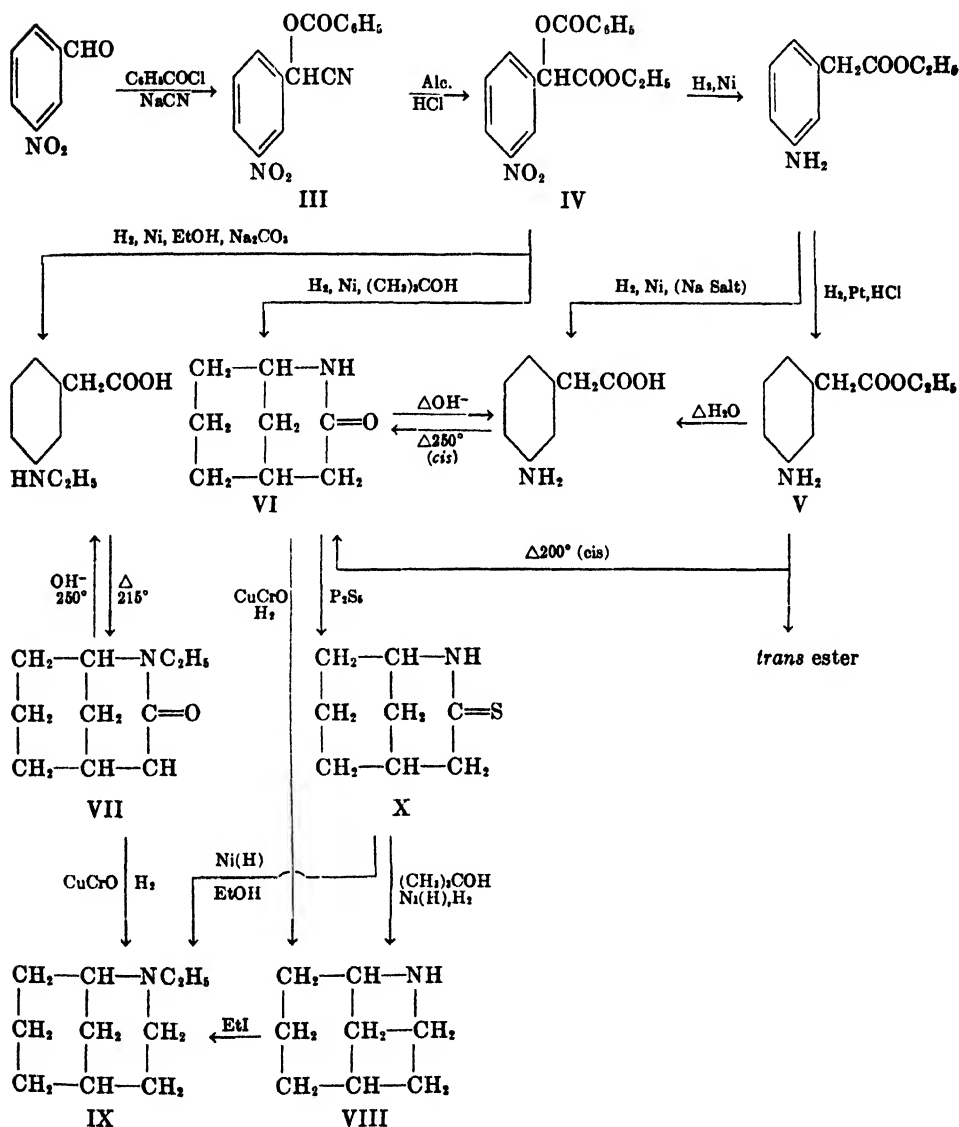 CHO
NO₂
C₆H₅COCl
NaCN
OCOC₆H₅
CHCN
NO₂
III
Alc.
HCl
OCOC₆H₅
CHCOOC₂H₅
NO₂
IV
H₂, Ni
CH₂COOC₂H₅
NH₂
H₂, Ni, EtOH, Na₂CO₃
H₂, Ni, (CH₃)₃COH
H₂, Ni, (Na Salt)
H₂, Pt, HCl
CH₂COOH
HNC₂H₅
CH₂—CH—NH
CH₂ CH₂ C=O
CH₂—CH—CH₂
VI
△OH⁻
△250°
(cis)
CH₂COOH
NH₂
△H₂O
CH₂COOC₂H₅
NH₂
V
△200° (cis)
trans ester
OH⁻
250°
△
215°
CuCrO
H₂
P₂S₅
CH₂—CH—NC₂H₅
CH₂ CH₂ C=O
CH₂—CH—CH
VII
CH₂—CH—NH
CH₂ CH₂ C=S
CH₂—CH—CH₂
X
CuCrO H₂
Ni(H)
EtOH
(CH₃)₃COH
Ni(H), H₂
CH₂—CH—NC₂H₅
CH₂ CH₂ CH₂
CH₂—CH—CH₂
IX
EtI
CH₂—CH—NH
CH₂ CH₂—CH₂
CH₂—CH—CH₂
VIII